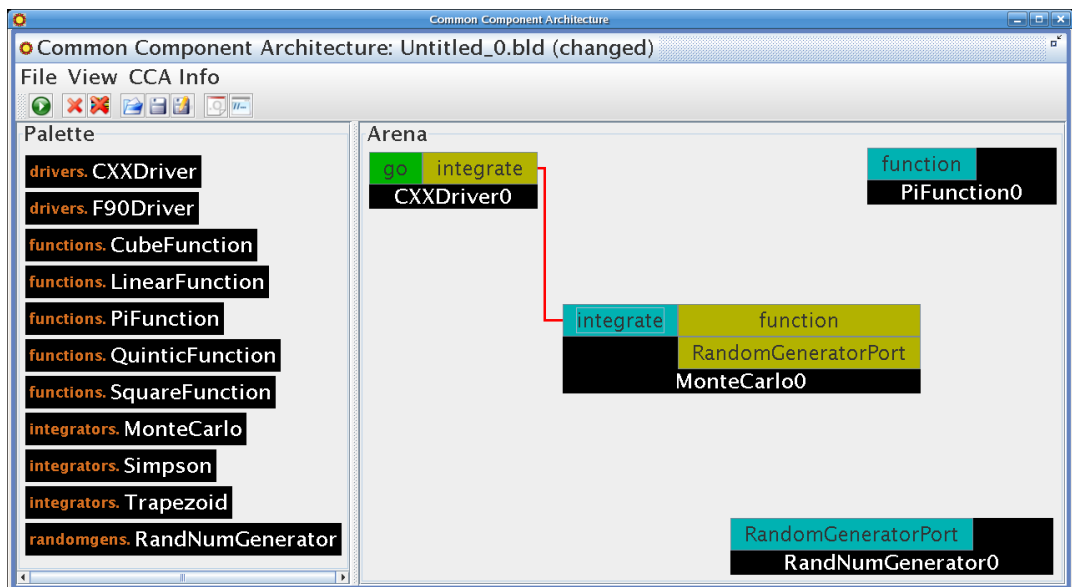 Common Component Architecture
Common Component Architecture: Untitled_0.bld (changed)
File View CCA Info
Palette
drivers. CXXDriver
drivers. F90Driver
functions. CubeFunction
functions. LinearFunction
functions. PiFunction
functions. QuinticFunction
functions. SquareFunction
integrators. MonteCarlo
integrators. Simpson
integrators. Trapezoid
randomgens. RandNumGenerator
Arena
go integrate
CXXDriver0
function
PiFunction0
integrate function
RandomGeneratorPort
MonteCarlo0
RandomGeneratorPort
RandNumGenerator0